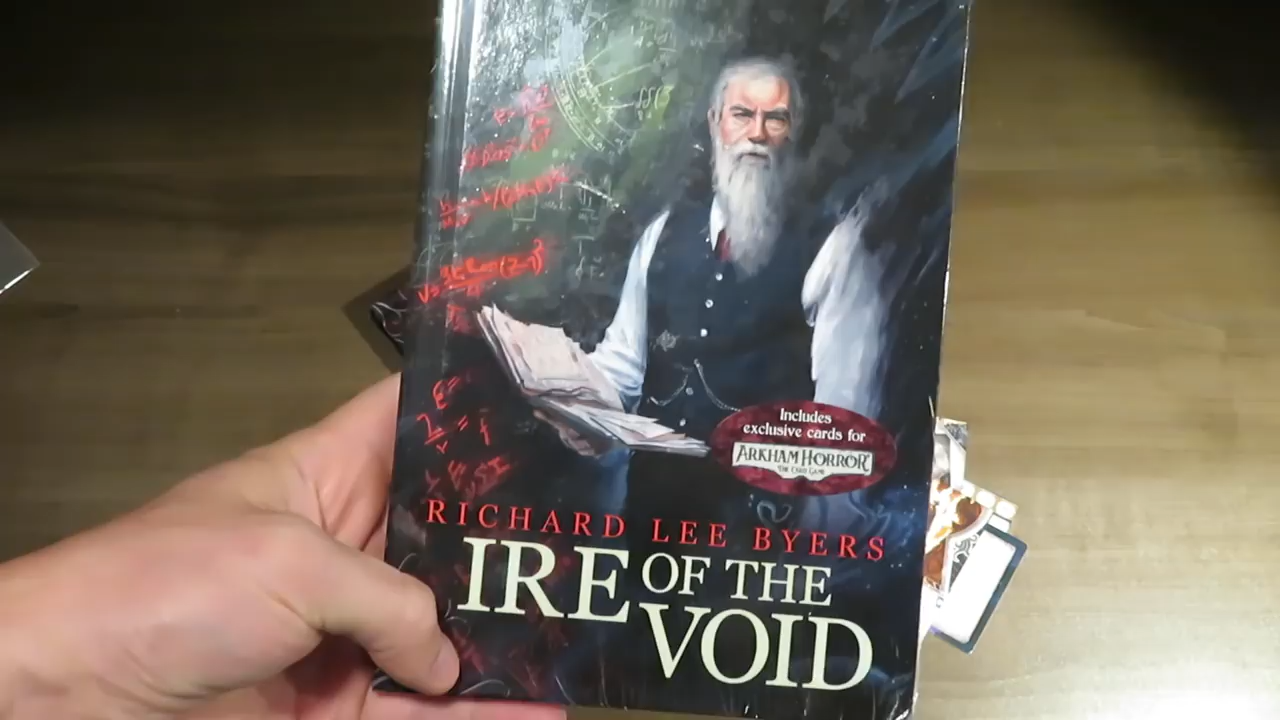 Includes
exclusive cards for
ARKHAM HORROR
THE CARD GAME
RICHARD LEE BYERS
IRE OF THE
VOID